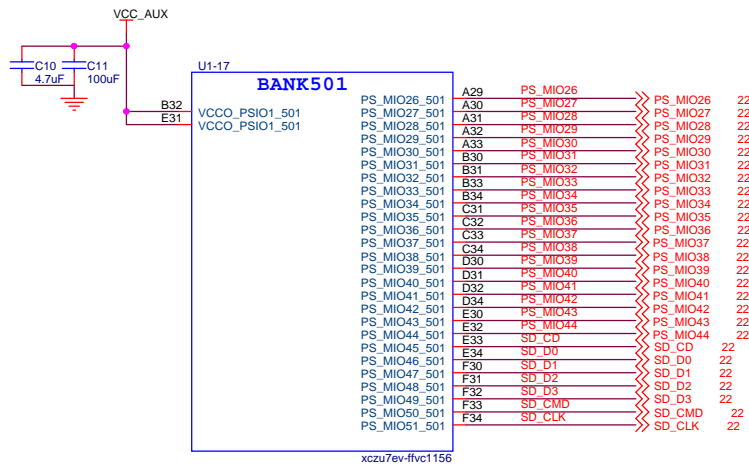 VCC_AUX
C10 C11
4.7uF 100uF
U1-17
BANK501
B32 VCCO_PSIO1_501
E31 VCCO_PSIO1_501
PS_MIO26_501 A29 PS_MIO26 PS_MIO26 22
PS_MIO27_501 A30 PS_MIO27 PS_MIO27 22
PS_MIO28_501 A31 PS_MIO28 PS_MIO28 22
PS_MIO29_501 A32 PS_MIO29 PS_MIO29 22
PS_MIO30_501 A33 PS_MIO30 PS_MIO30 22
PS_MIO31_501 B30 PS_MIO31 PS_MIO31 22
PS_MIO32_501 B31 PS_MIO32 PS_MIO32 22
PS_MIO33_501 B33 PS_MIO33 PS_MIO33 22
PS_MIO34_501 B34 PS_MIO34 PS_MIO34 22
PS_MIO35_501 C31 PS_MIO35 PS_MIO35 22
PS_MIO36_501 C32 PS_MIO36 PS_MIO36 22
PS_MIO37_501 C33 PS_MIO37 PS_MIO37 22
PS_MIO38_501 C34 PS_MIO38 PS_MIO38 22
PS_MIO39_501 D30 PS_MIO39 PS_MIO39 22
PS_MIO40_501 D31 PS_MIO40 PS_MIO40 22
PS_MIO41_501 D32 PS_MIO41 PS_MIO41 22
PS_MIO42_501 D34 PS_MIO42 PS_MIO42 22
PS_MIO43_501 E30 PS_MIO43 PS_MIO43 22
PS_MIO44_501 E32 PS_MIO44 PS_MIO44 22
PS_MIO45_501 E33 SD_CD SD_CD 22
PS_MIO46_501 E34 SD_D0 SD_D0 22
PS_MIO47_501 F30 SD_D1 SD_D1 22
PS_MIO48_501 F31 SD_D2 SD_D2 22
PS_MIO49_501 F32 SD_D3 SD_D3 22
PS_MIO50_501 F33 SD_CMD SD_CMD 22
PS_MIO51_501 F34 SD_CLK SD_CLK 22
xczu7ev-ffvc1156